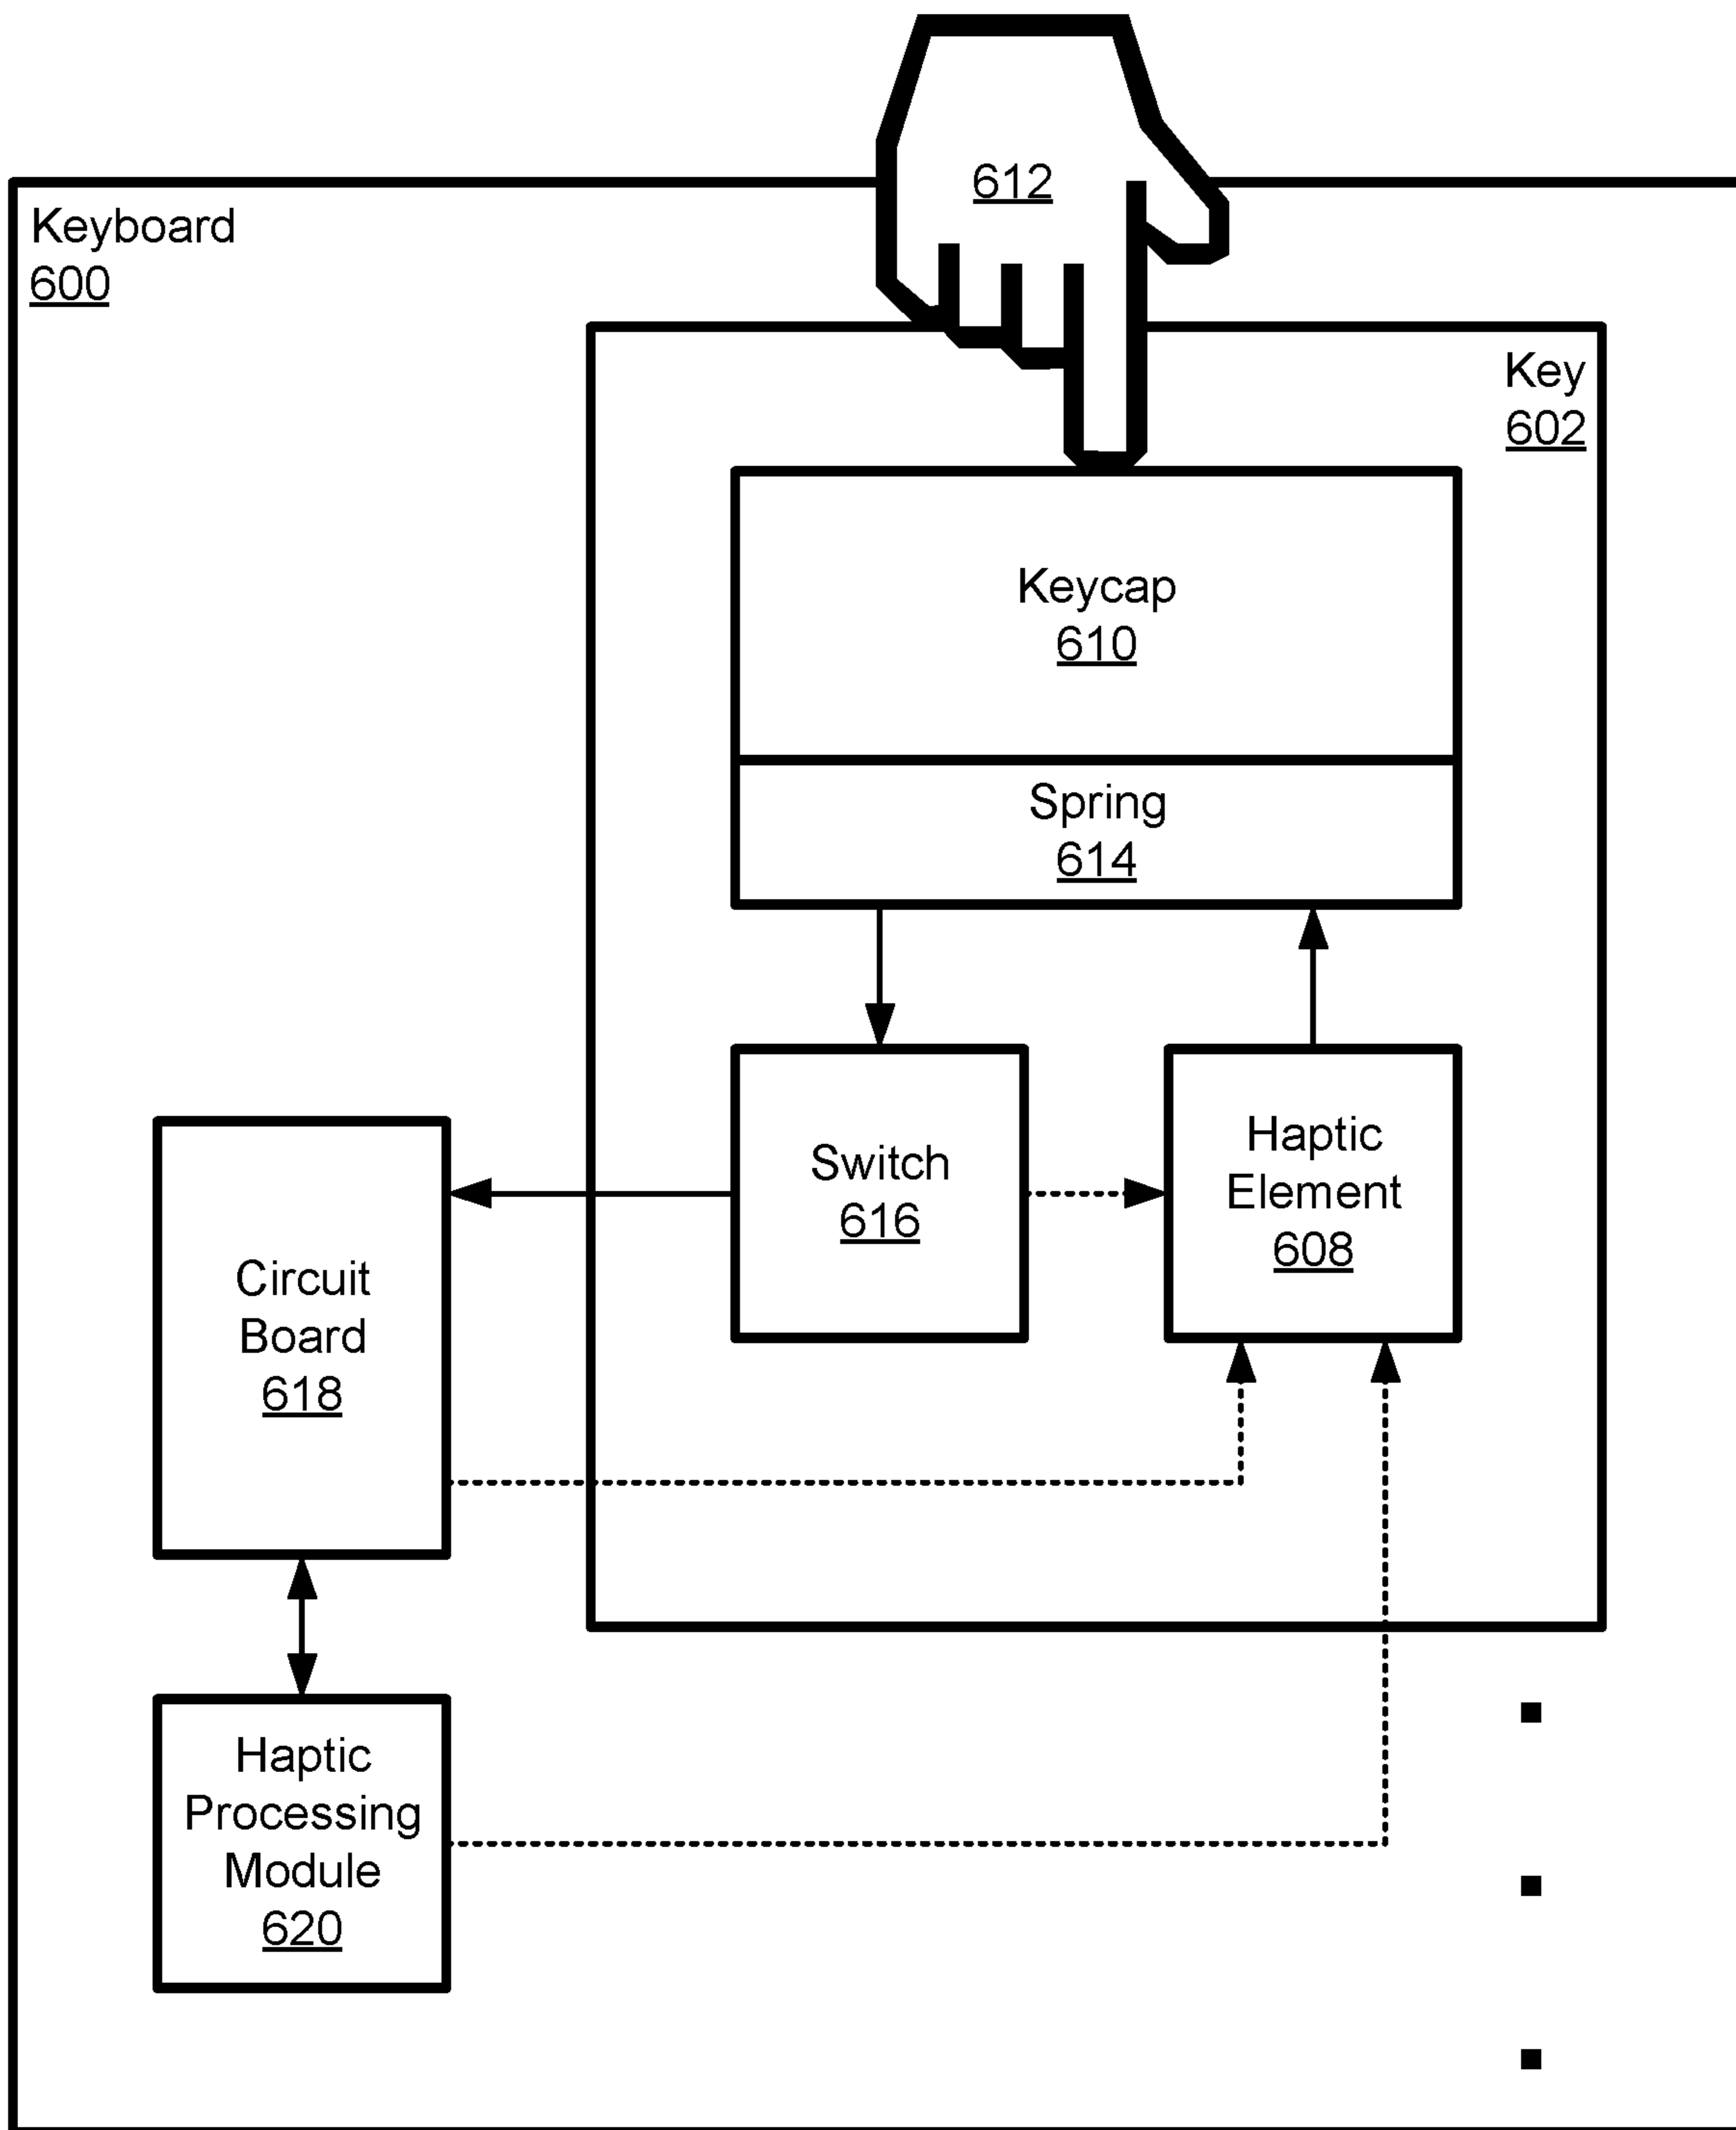 612
Keyboard
600
Key
602
Keycap
610
Spring
614
Switch
616
Haptic
Element
608
Circuit
Board
618
Haptic
Processing
Module
620